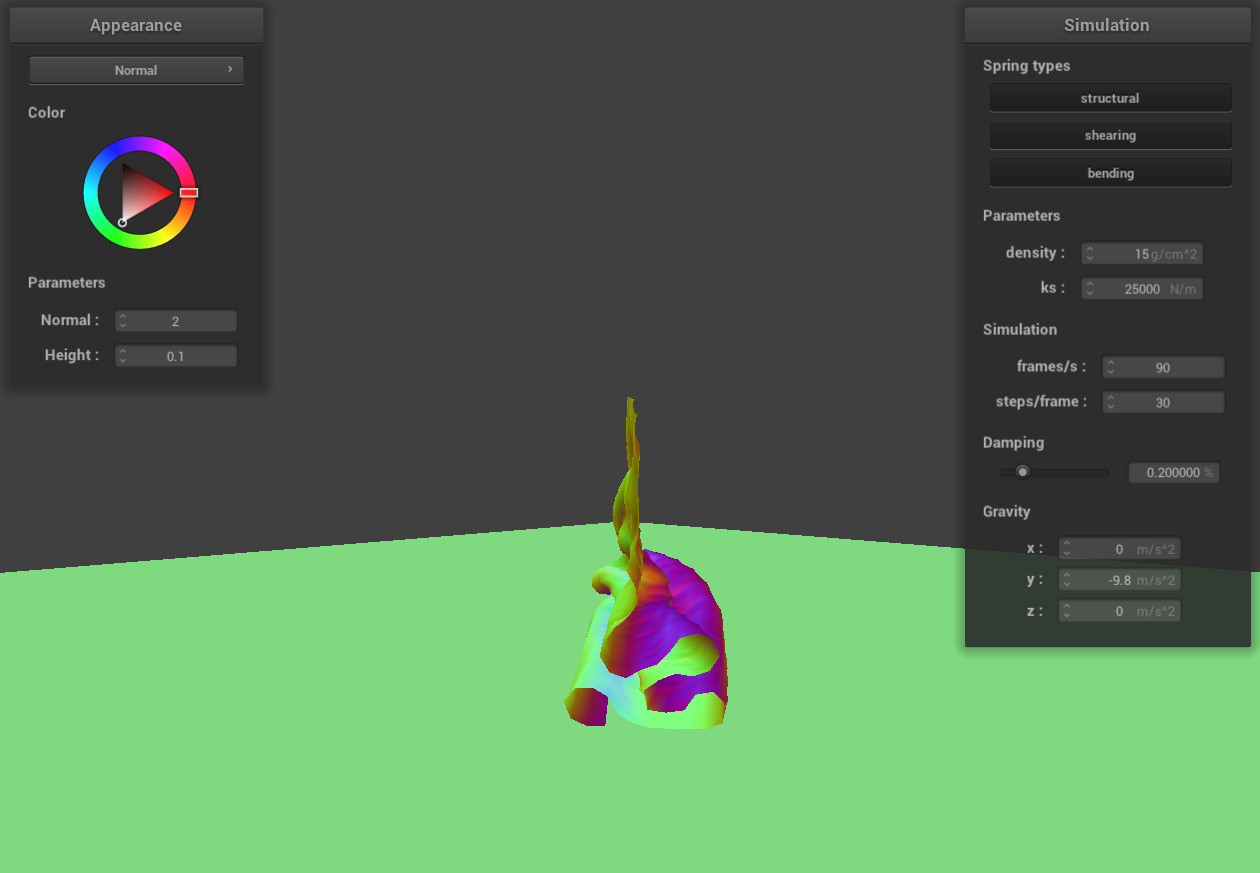 Appearance
Normal
Color
Parameters
Normal : 2
Height : 0.1
Simulation
Spring types
structural
shearing
bending
Parameters
density : 15 g/cm^2
ks : 25000 N/m
Simulation
frames/s : 90
steps/frame : 30
Damping
0.200000 %
Gravity
x : 0 m/s^2
y : -9.8 m/s^2
z : 0 m/s^2